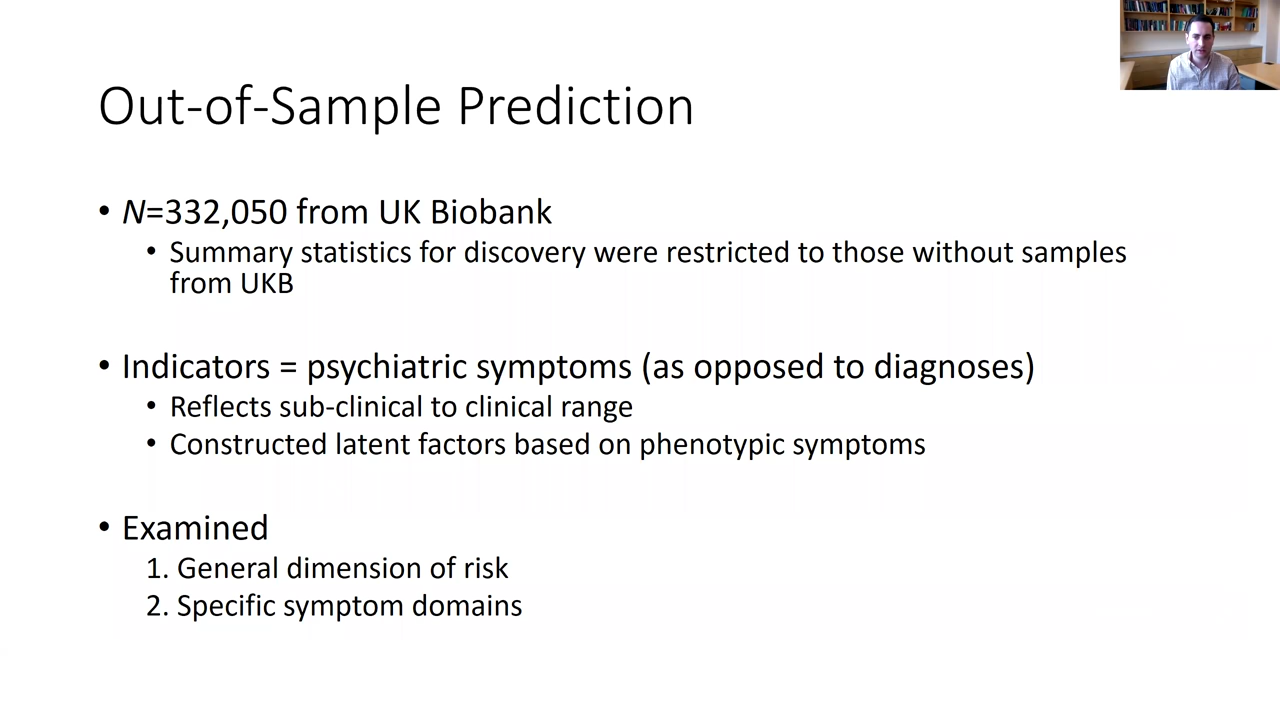 Out-of-Sample Prediction
• N=332,050 from UK Biobank
• Summary statistics for discovery were restricted to those without samples
from UKB
• Indicators = psychiatric symptoms (as opposed to diagnoses)
• Reflects sub-clinical to clinical range
• Constructed latent factors based on phenotypic symptoms
• Examined
1. General dimension of risk
2. Specific symptom domains